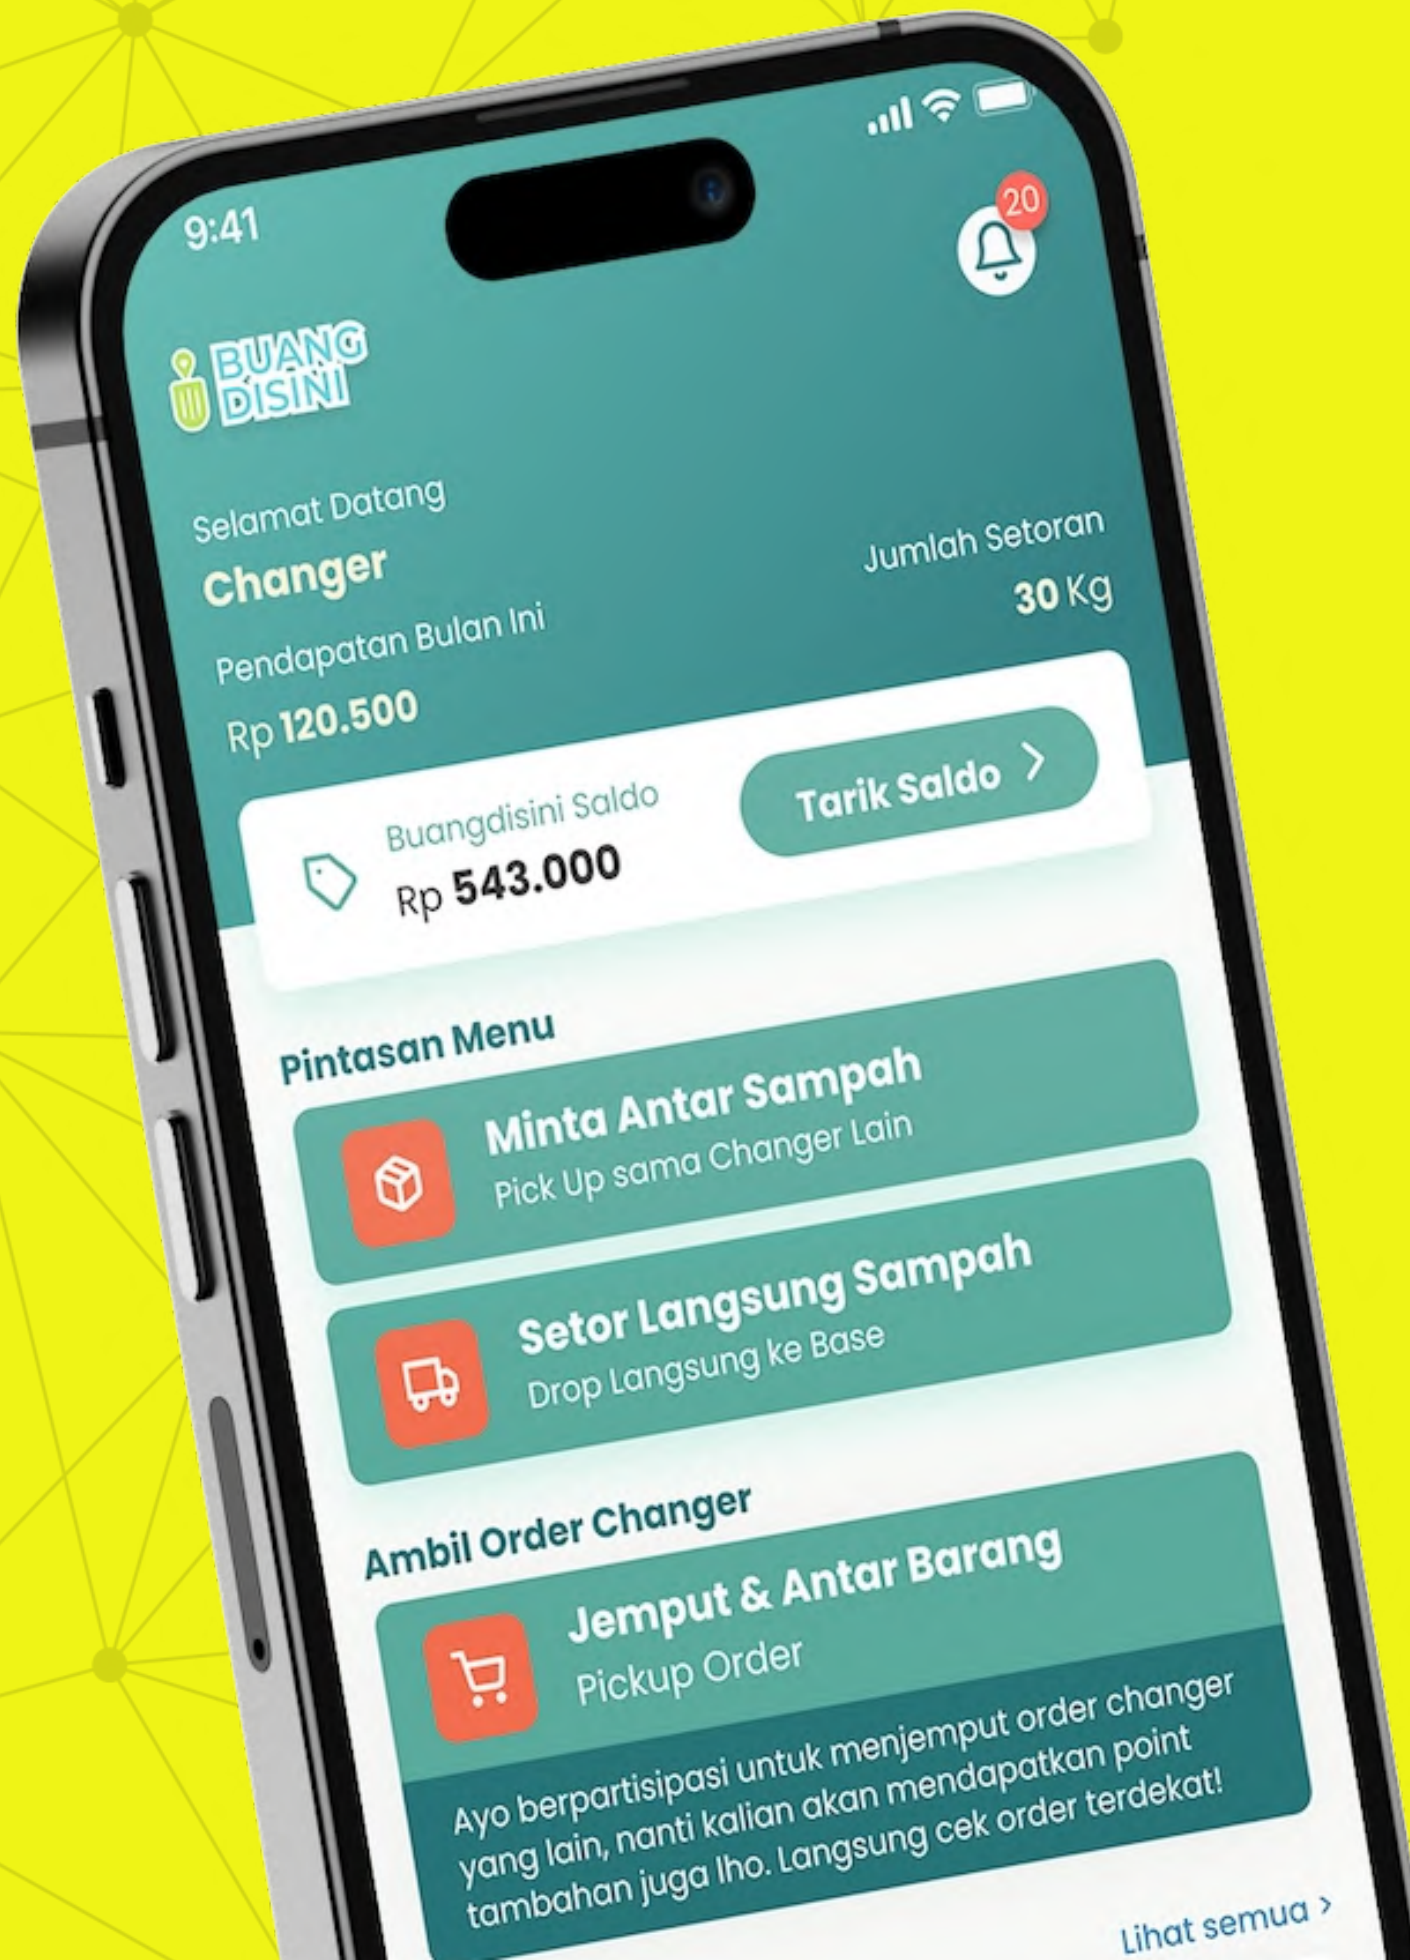 9:41
20
BUANG
DISINI
Selamat Datang
Changer
Jumlah Setoran
30 Kg
Pendapatan Bulan Ini
Rp 120.500
Buangdisini Saldo
Rp 543.000
Tarik Saldo
Pintasan Menu
Minta Antar Sampah
Pick Up sama Changer Lain
Setor Langsung Sampah
Drop Langsung ke Base
Ambil Order Changer
Jemput & Antar Barang
Pickup Order
Ayo berpartisipasi untuk menjemput order changer
yang lain, nanti kalian akan mendapatkan point
tambahan juga lho. Langsung cek order terdekat!
Lihat semua >